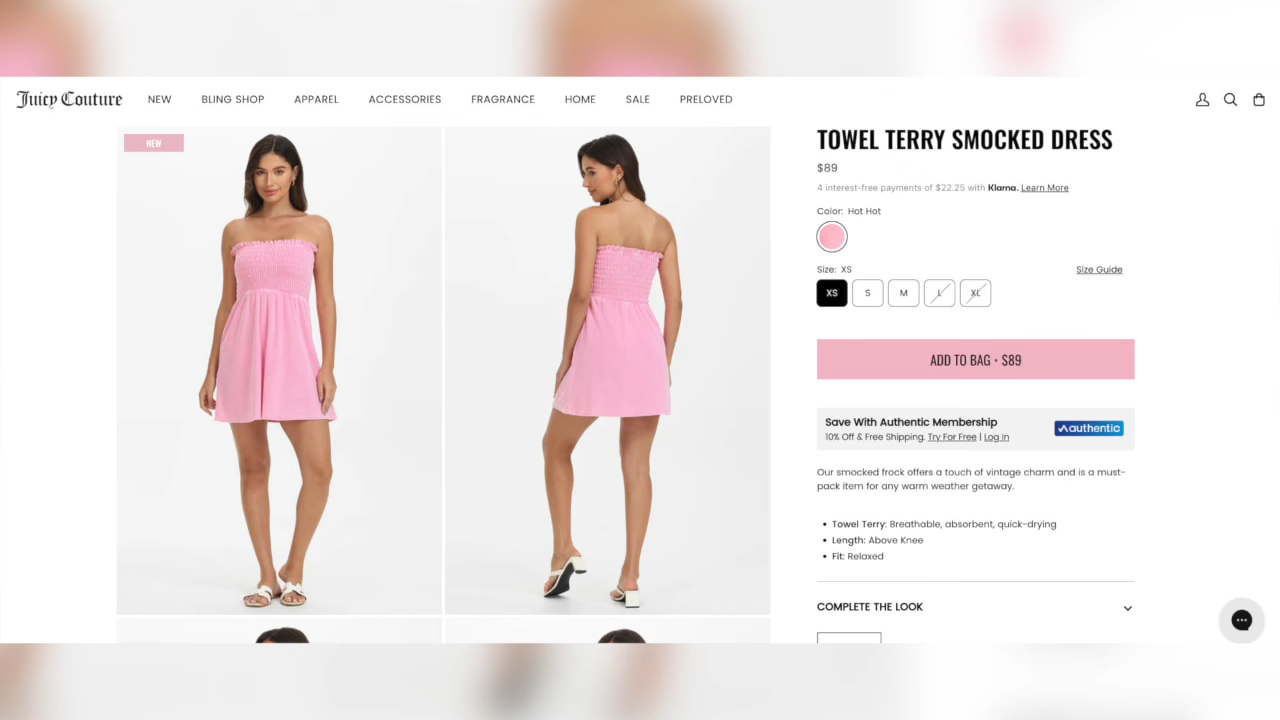 Juicy Couture NEW BLING SHOP APPAREL ACCESSORIES FRAGRANCE HOME SALE PRELOVED
NEW
TOWEL TERRY SMOCKED DRESS
$89
4 interest-free payments of $22.25 with Klarna. Learn More
Color: Hot Hot
Size: XS Size Guide
XS S M L XL
ADD TO BAG • $89
Save With Authentic Membership
10% Off & Free Shipping. Try For Free | Log In
authentic
Our smocked frock offers a touch of vintage charm and is a must-
pack item for any warm weather getaway.
• Towel Terry: Breathable, absorbent, quick-drying
• Length: Above Knee
• Fit: Relaxed
COMPLETE THE LOOK